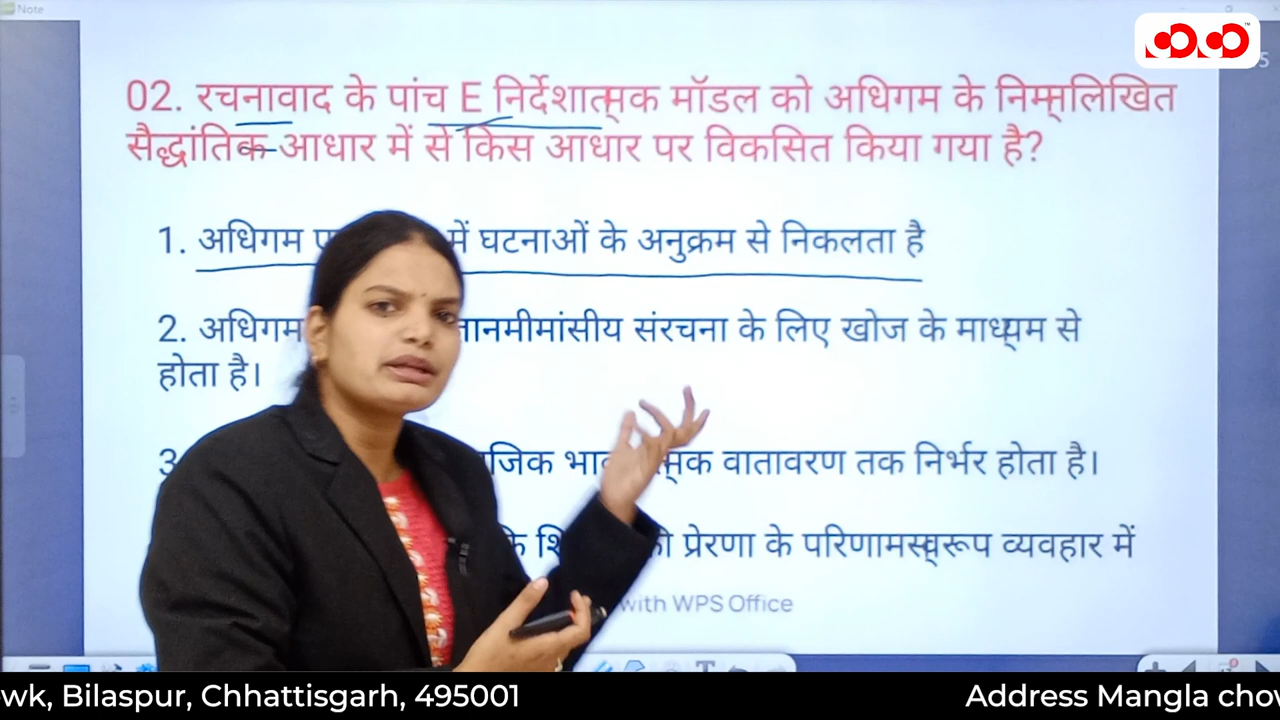 Note
02. रचनावाद के पांच E निर्देशात्मक मॉडल को अधिगम के निम्नलिखित
सैद्धांतिक आधार में से किस आधार पर विकसित किया गया है?
1. अधिगम में घटनाओं के अनुक्रम से निकलता है
2. अधिगम संरचना के लिए खोज के माध्यम से
होता है।
3 वातावरण तक निर्भर होता है।
प्रेरणा के परिणामस्वरूप व्यवहार में
with WPS Office
wk, Bilaspur, Chhattisgarh, 495001 Address Mangla chow